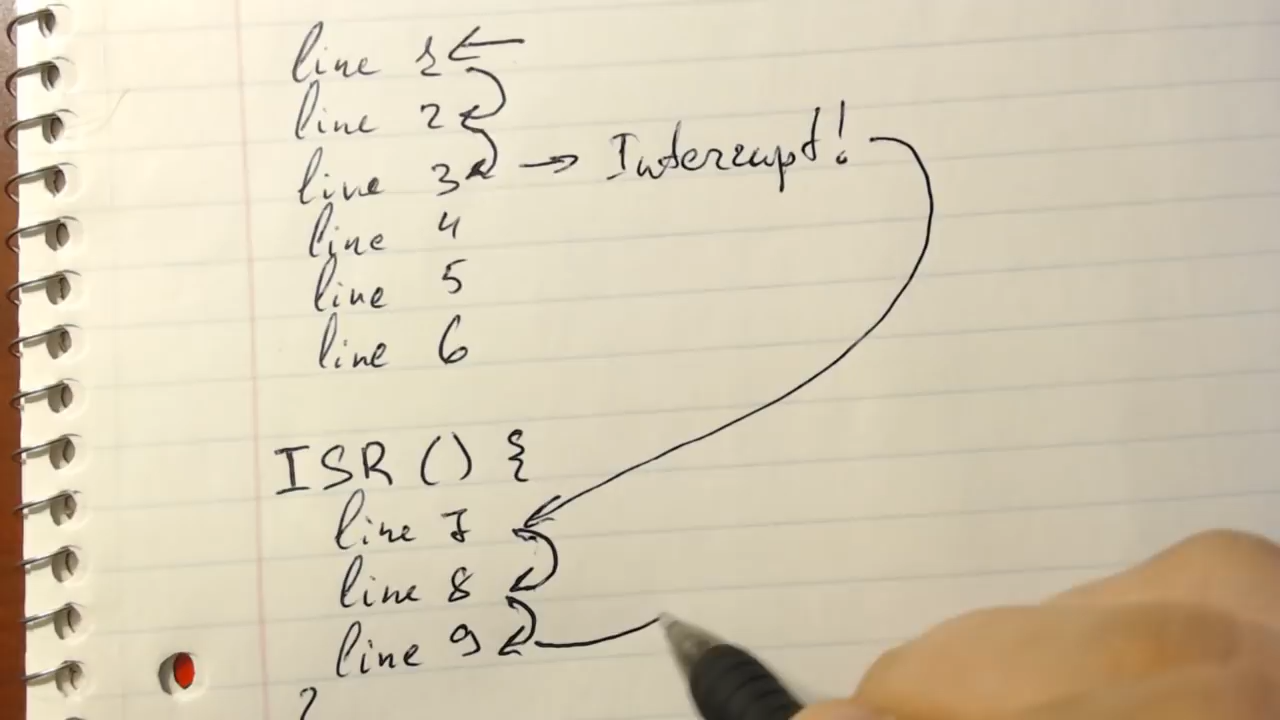 line 1
line 2
line 3 → Interrupt!
line 4
line 5
line 6
ISR () {
line 7
line 8
line 9
}